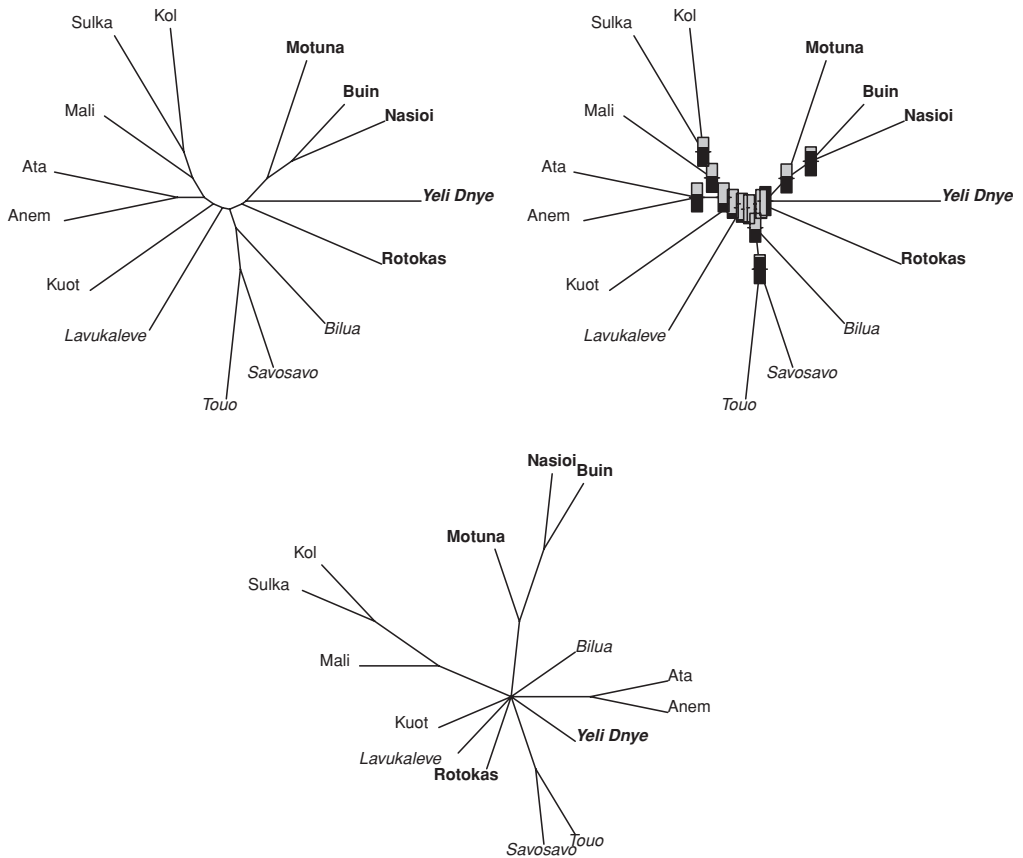 Sulka
Kol
Motuna
Buin
Nasioi
Mali
Ata
Anem
Yeli Dnye
Rotokas
Kuot
Lavukaleve
Bilua
Savosavo
Touo
Sulka
Kol
Motuna
Buin
Nasioi
Mali
Ata
Anem
Yeli Dnye
Rotokas
Kuot
Lavukaleve
Bilua
Savosavo
Touo
Nasioi
Buin
Motuna
Kol
Sulka
Mali
Bilua
Ata
Anem
Kuot
Yeli Dnye
Lavukaleve
Rotokas
Touo
Savosavo